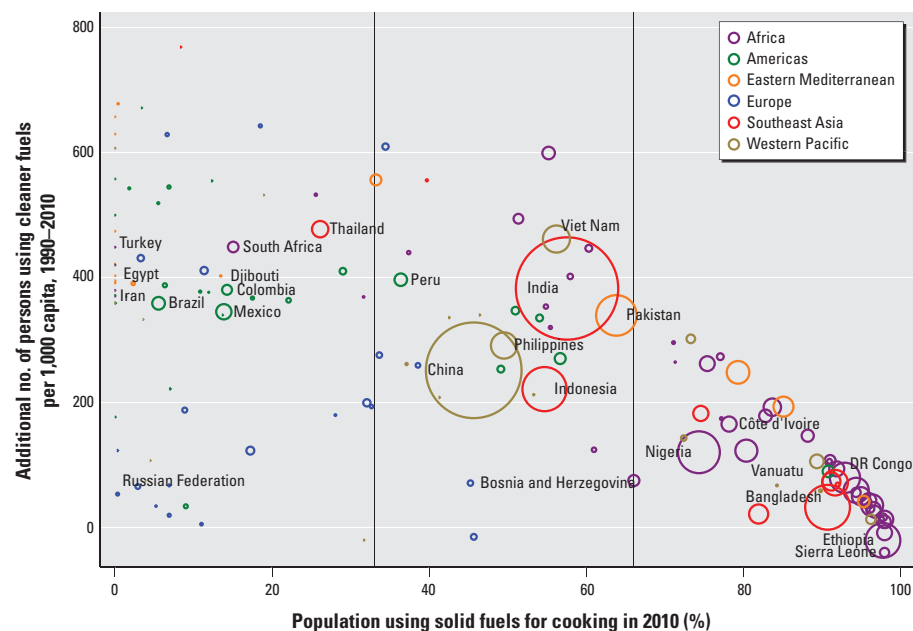 800
600
400
200
0
0
20
40
60
80
100
Additional no. of persons using cleaner fuels
per 1,000 capita, 1990–2010
Population using solid fuels for cooking in 2010 (%)
Africa
Americas
Eastern Mediterranean
Europe
Southeast Asia
Western Pacific
Turkey
South Africa
Thailand
Viet Nam
Egypt
Djibouti
Colombia
Peru
India
Iran
Brazil
Mexico
Pakistan
Philippines
China
Indonesia
Côte d'Ivoire
Nigeria
DR Congo
Vanuatu
Russian Federation
Bosnia and Herzegovina
Bangladesh
Ethiopia
Sierra Leone